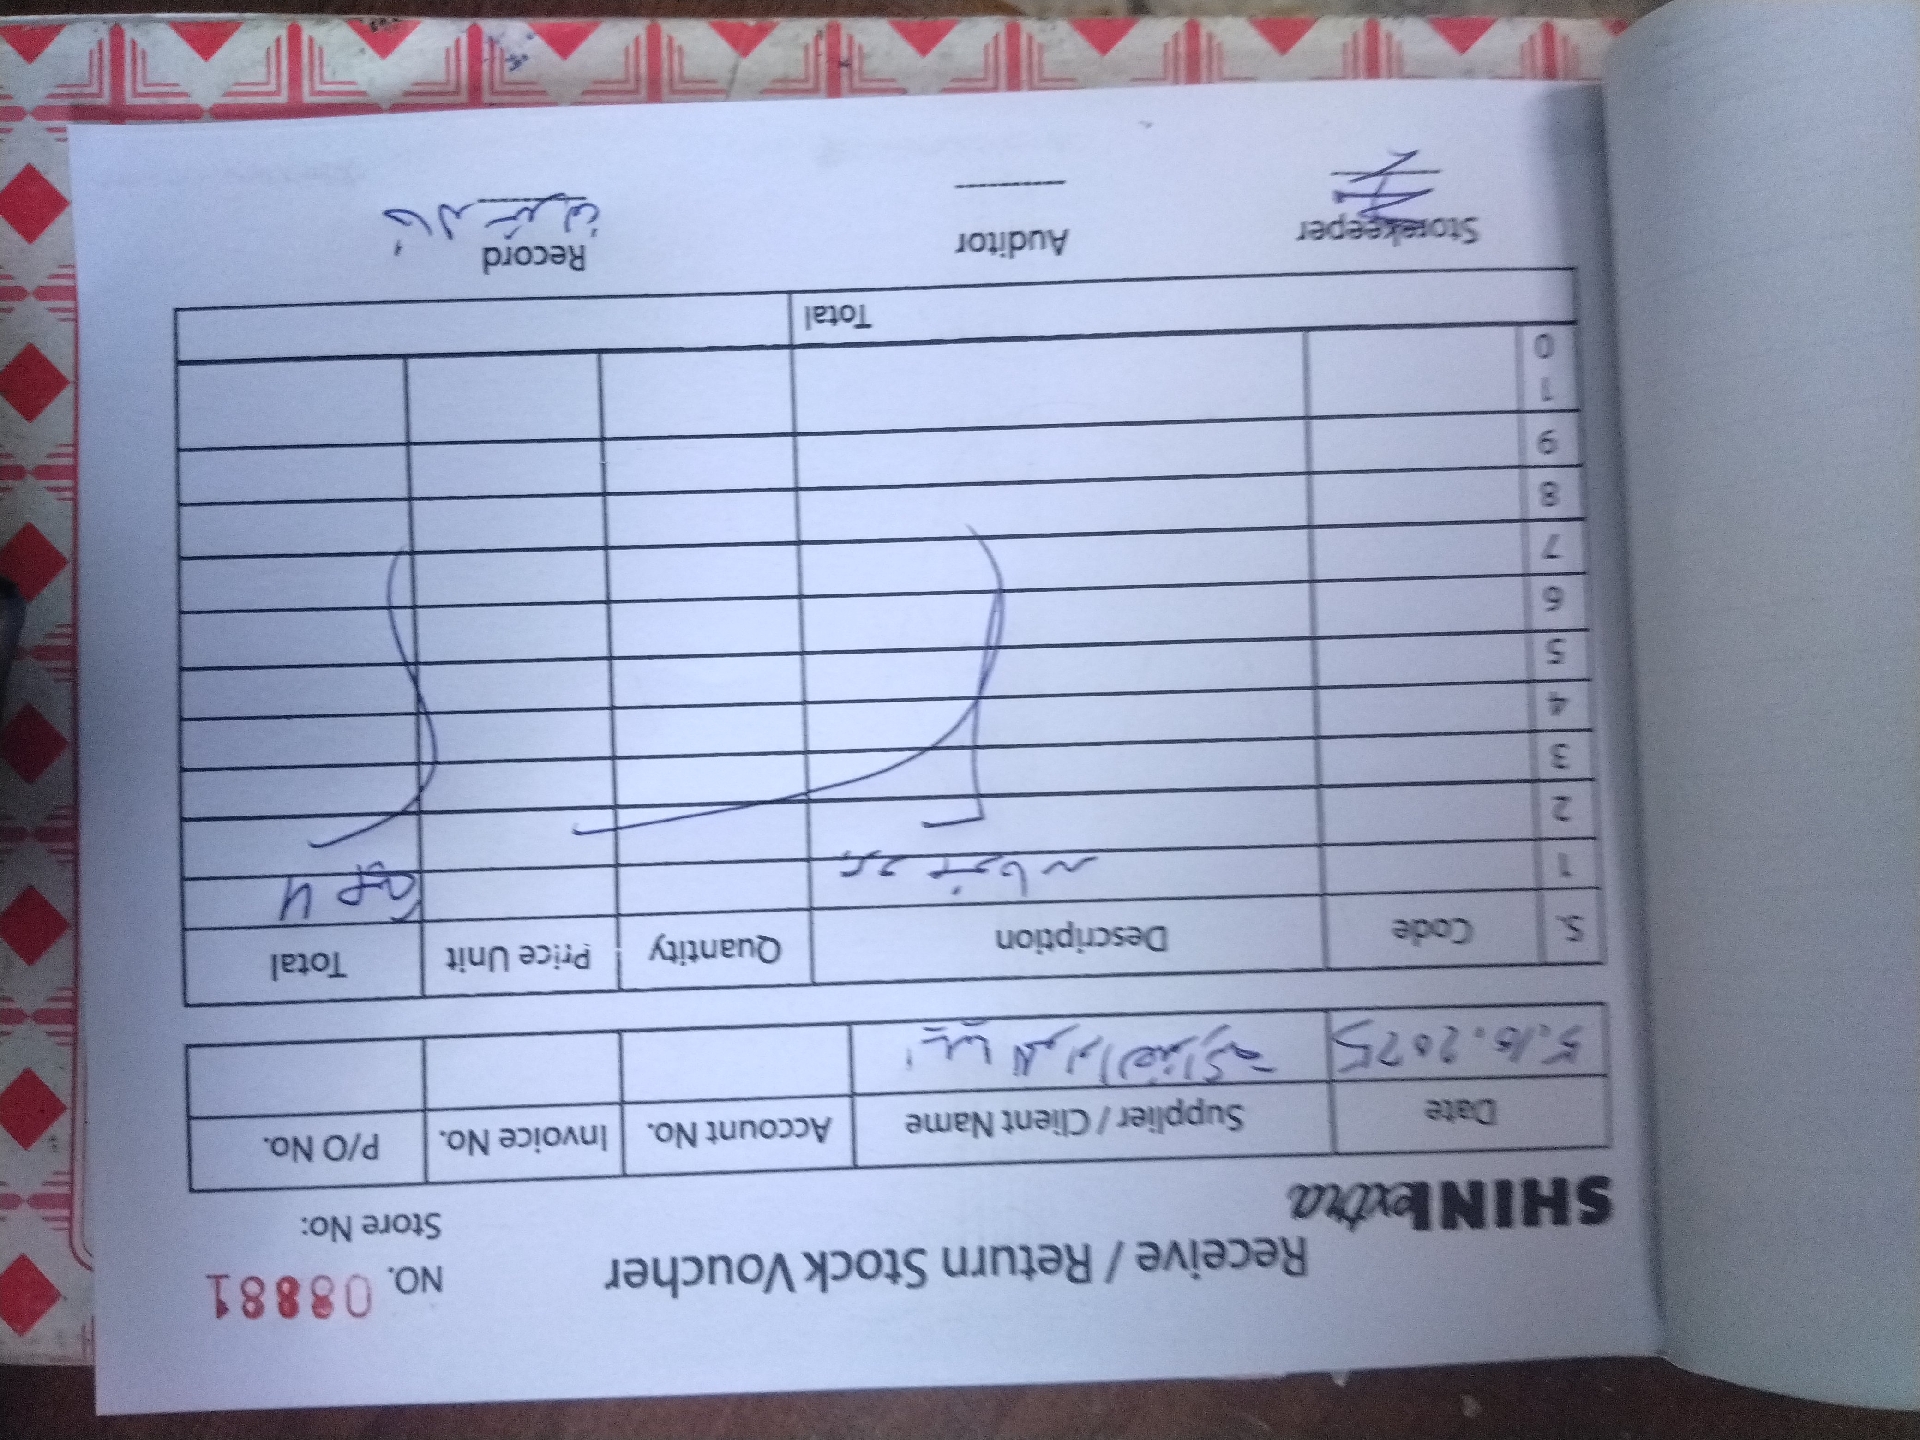 Receive / Return Stock Voucher
NO. 08881
SHINextra
Store No:
Date Supplier / Client Name Account No. Invoice No. P/O No.
5.10.2025
S. Code Description Quantity Price Unit Total
1
2
3
4
5
6
7
8
9
1
0
Total
Storekeeper Auditor Record